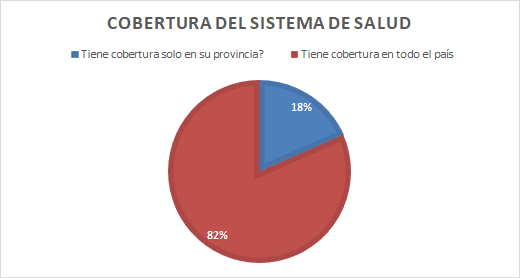 COBERTURA DEL SISTEMA DE SALUD
Tiene cobertura solo en su provincia? Tiene cobertura en todo el país
18%
82%